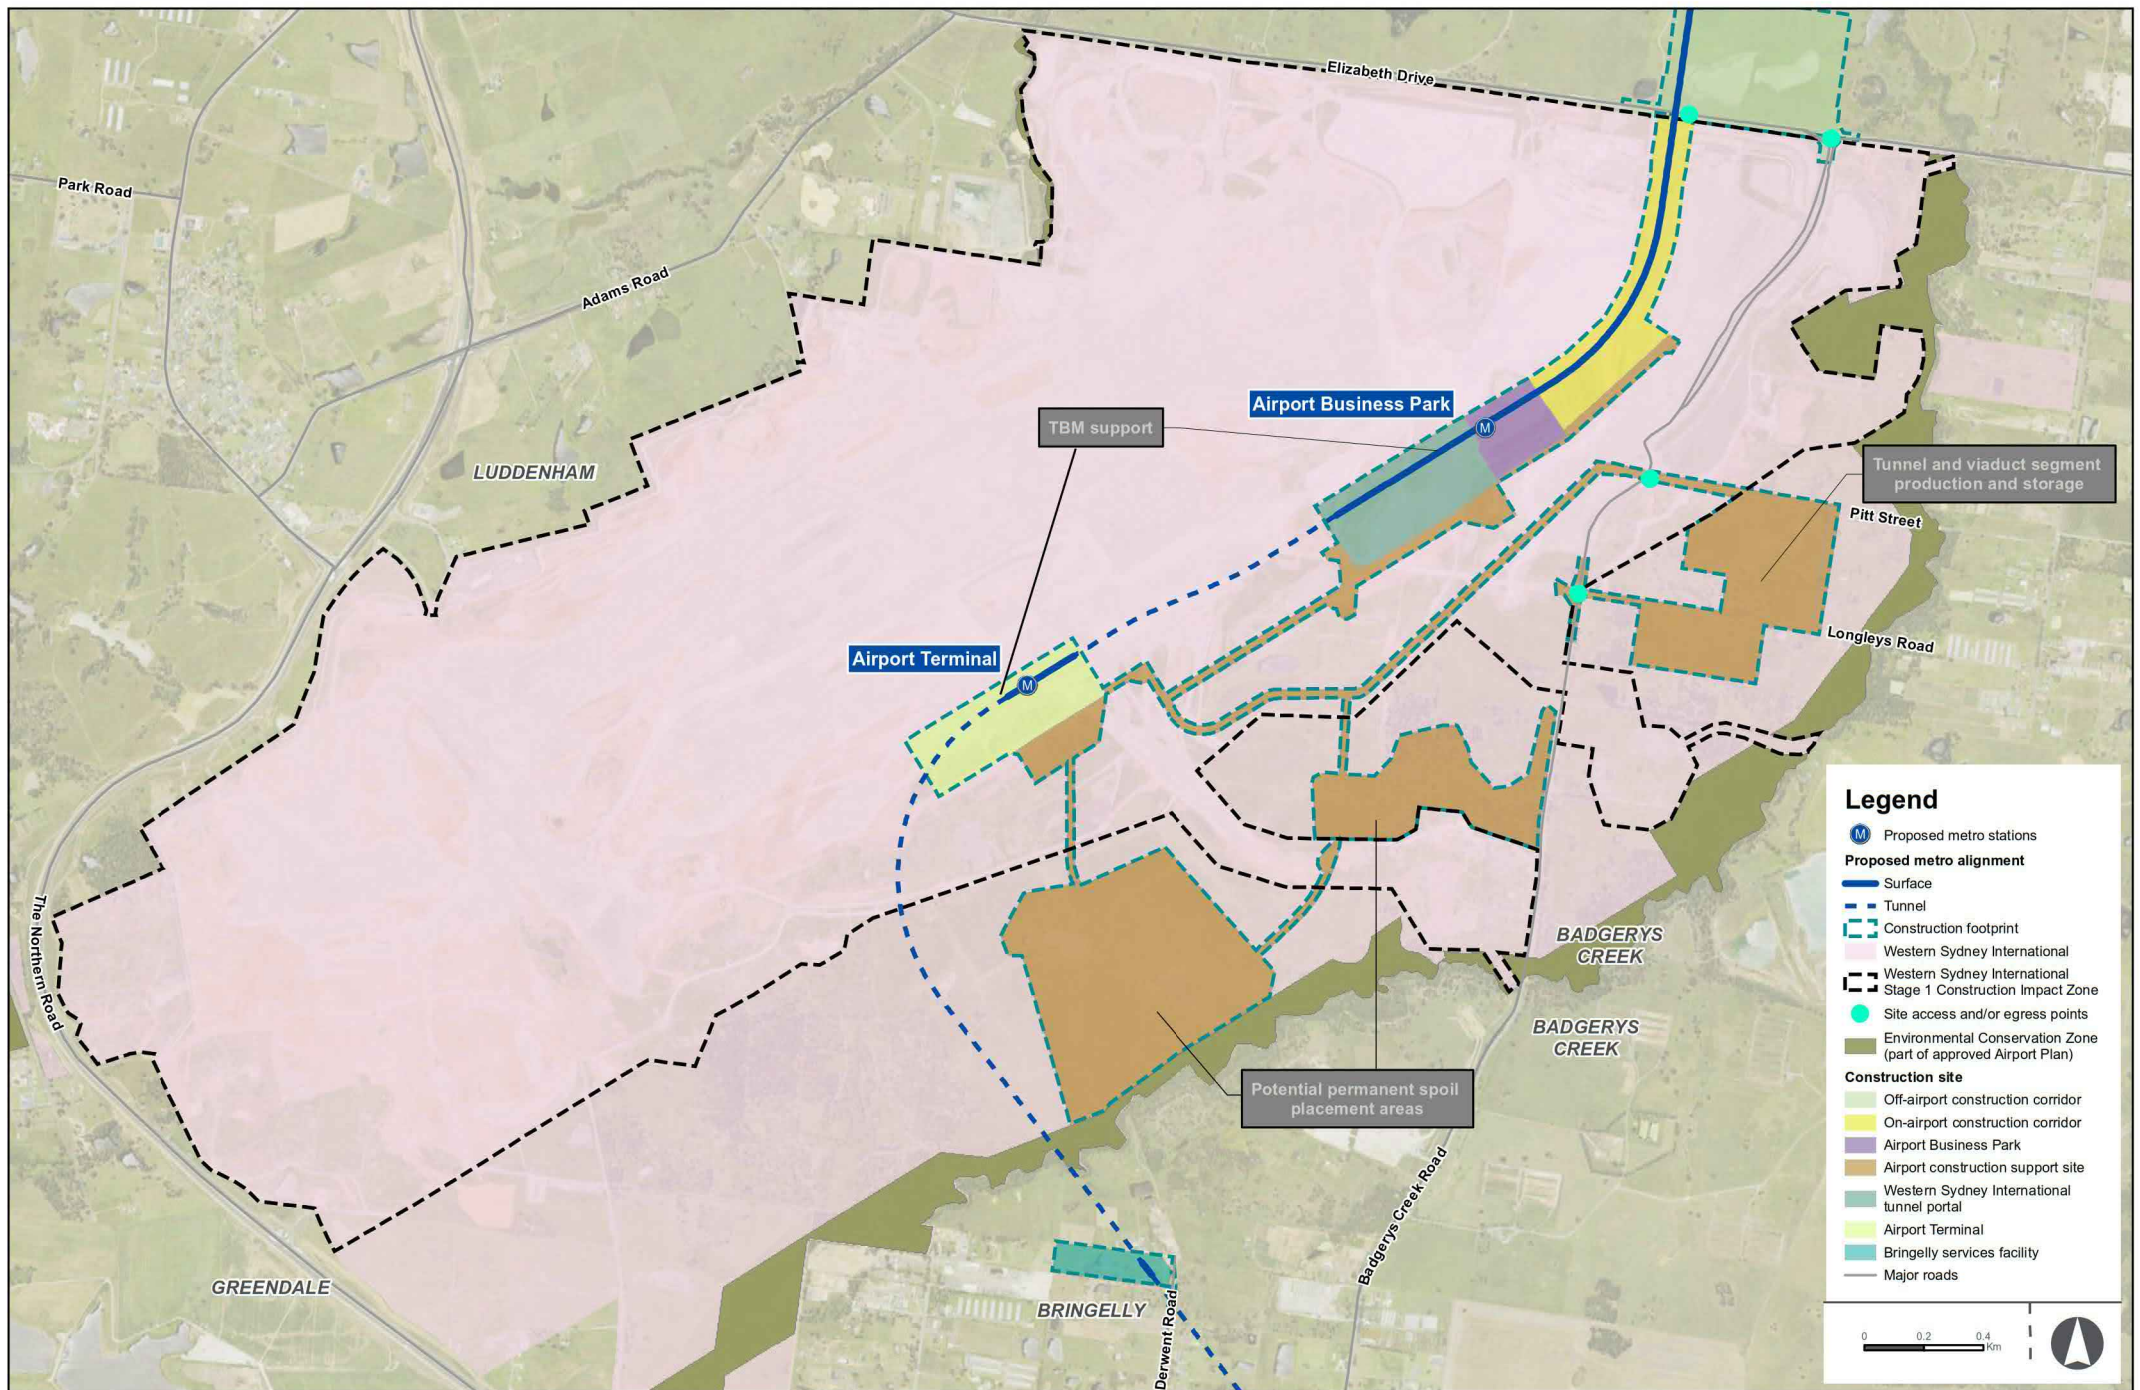 Elizabeth Drive
Park Road
Adams Road
Airport Business Park
M
TBM support
LUDDENHAM
Tunnel and viaduct segment
production and storage
Pitt Street
Longleys Road
Airport Terminal
M
The Northern Road
BADGERYS
CREEK
BADGERYS
CREEK
Potential permanent spoil
placement areas
Badgerys Creek Road
GREENDALE
BRINGELLY
Derwent Road
Legend
M Proposed metro stations
Proposed metro alignment
Surface
Tunnel
Construction footprint
Western Sydney International
Western Sydney International
Stage 1 Construction Impact Zone
Site access and/or egress points
Environmental Conservation Zone
(part of approved Airport Plan)
Construction site
Off-airport construction corridor
On-airport construction corridor
Airport Business Park
Airport construction support site
Western Sydney International
tunnel portal
Airport Terminal
Bringelly services facility
Major roads
0 0.2 0.4
Km